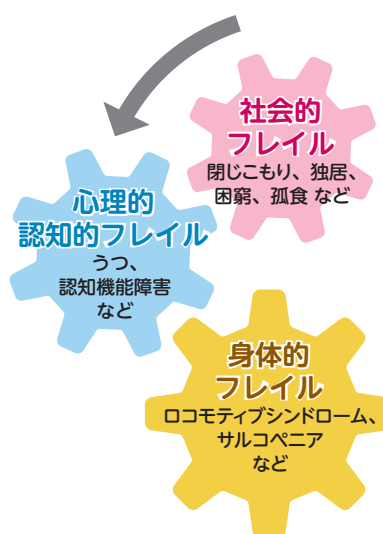 社会的
フレイル
閉じこもり、独居、
困窮、孤食 など
心理的
認知的フレイル
うつ、
認知機能障害
など
身体的
フレイル
ロコモティブシンドローム、
サルコペニア
など